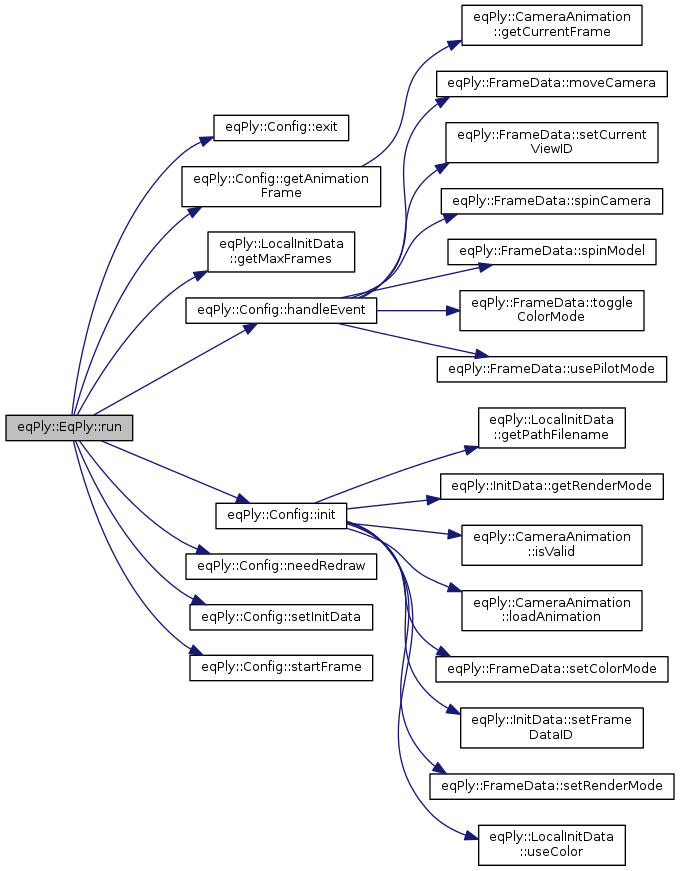 eqPly::EqPly::run
eqPly::Config::exit
eqPly::Config::getAnimation
Frame
eqPly::LocalInitData
::getMaxFrames
eqPly::Config::handleEvent
eqPly::Config::init
eqPly::Config::needRedraw
eqPly::Config::setInitData
eqPly::Config::startFrame
eqPly::CameraAnimation
::getCurrentFrame
eqPly::FrameData::moveCamera
eqPly::FrameData::setCurrent
ViewID
eqPly::FrameData::spinCamera
eqPly::FrameData::spinModel
eqPly::FrameData::toggle
ColorMode
eqPly::FrameData::usePilotMode
eqPly::LocalInitData
::getPathFilename
eqPly::InitData::getRenderMode
eqPly::CameraAnimation
::isValid
eqPly::CameraAnimation
::loadAnimation
eqPly::FrameData::setColorMode
eqPly::InitData::setFrame
DataID
eqPly::FrameData::setRenderMode
eqPly::LocalInitData
::useColor